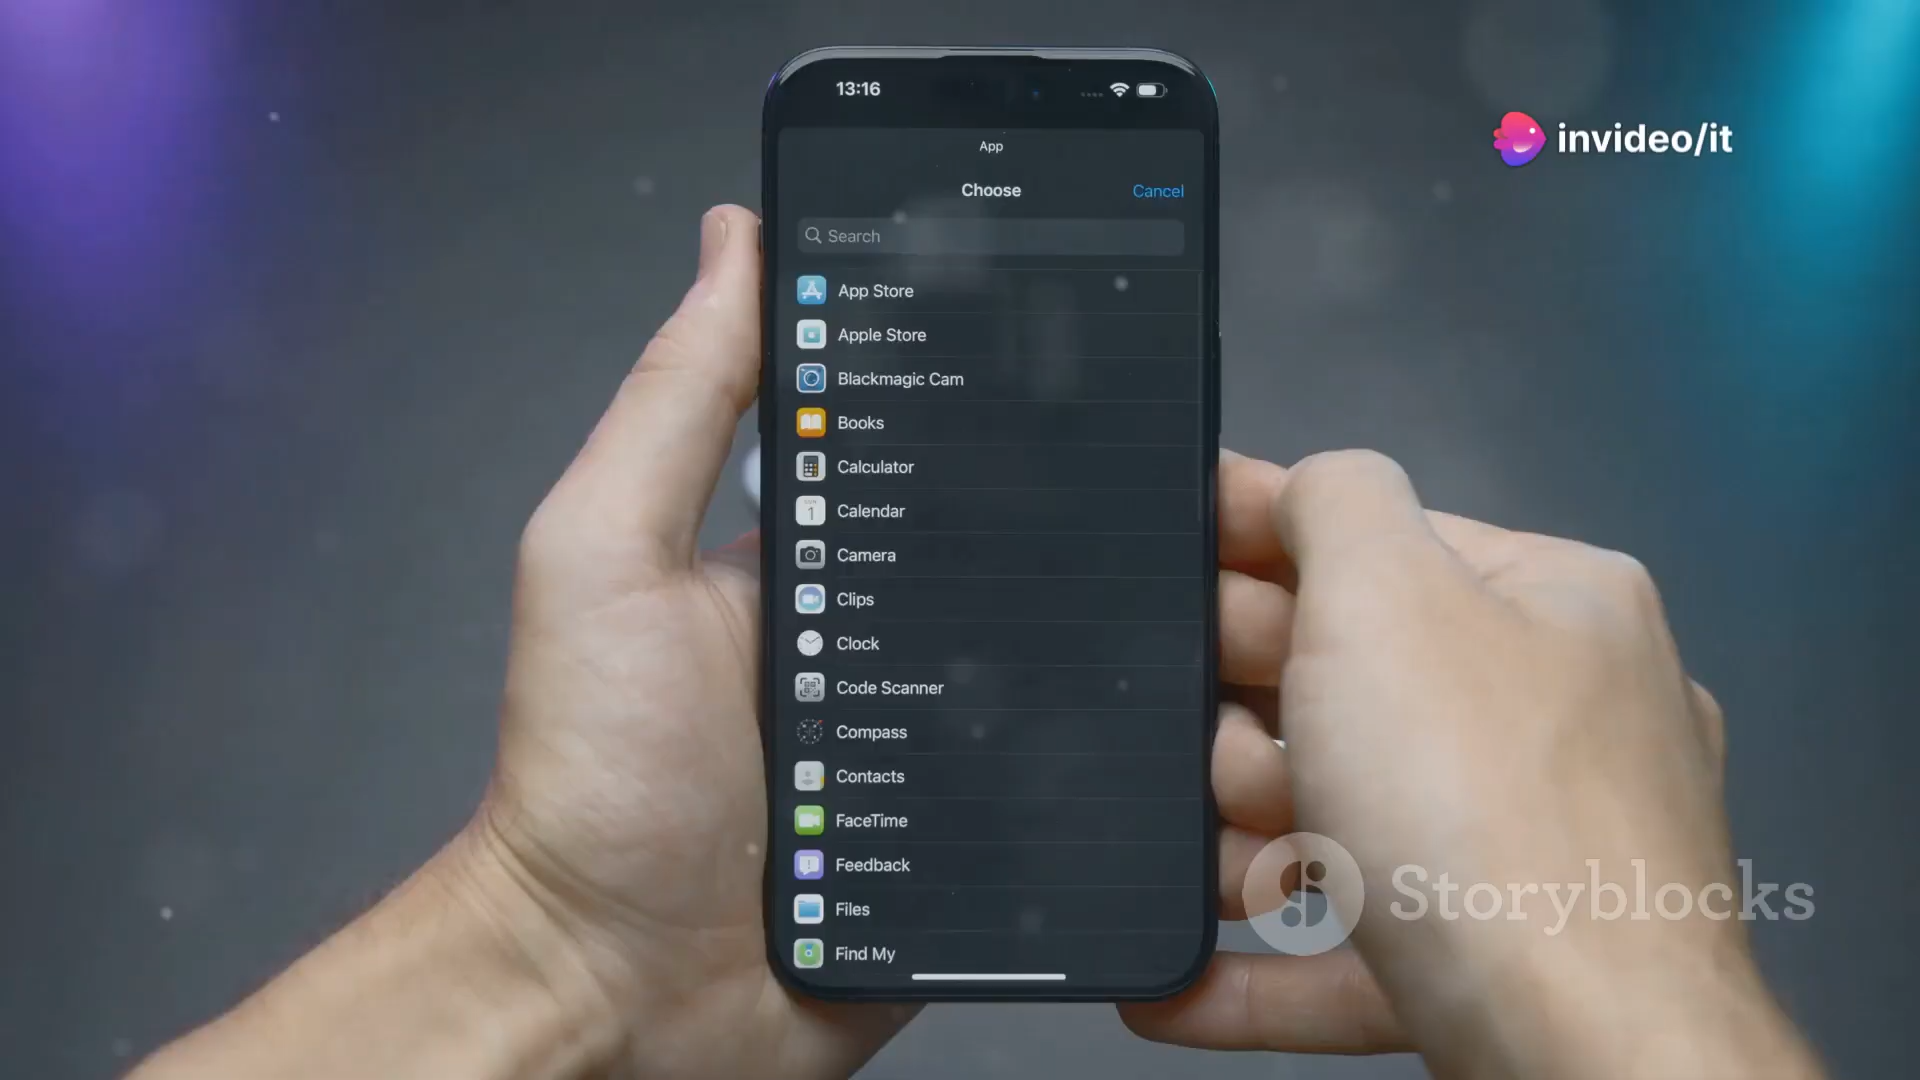 13:16
invideo/it
App
Choose
Cancel
Search
App Store
Apple Store
Blackmagic Cam
Books
Calculator
Calendar
1
Camera
Clips
Clock
Code Scanner
Compass
Contacts
FaceTime
Feedback
Files
Find My
Storyblocks